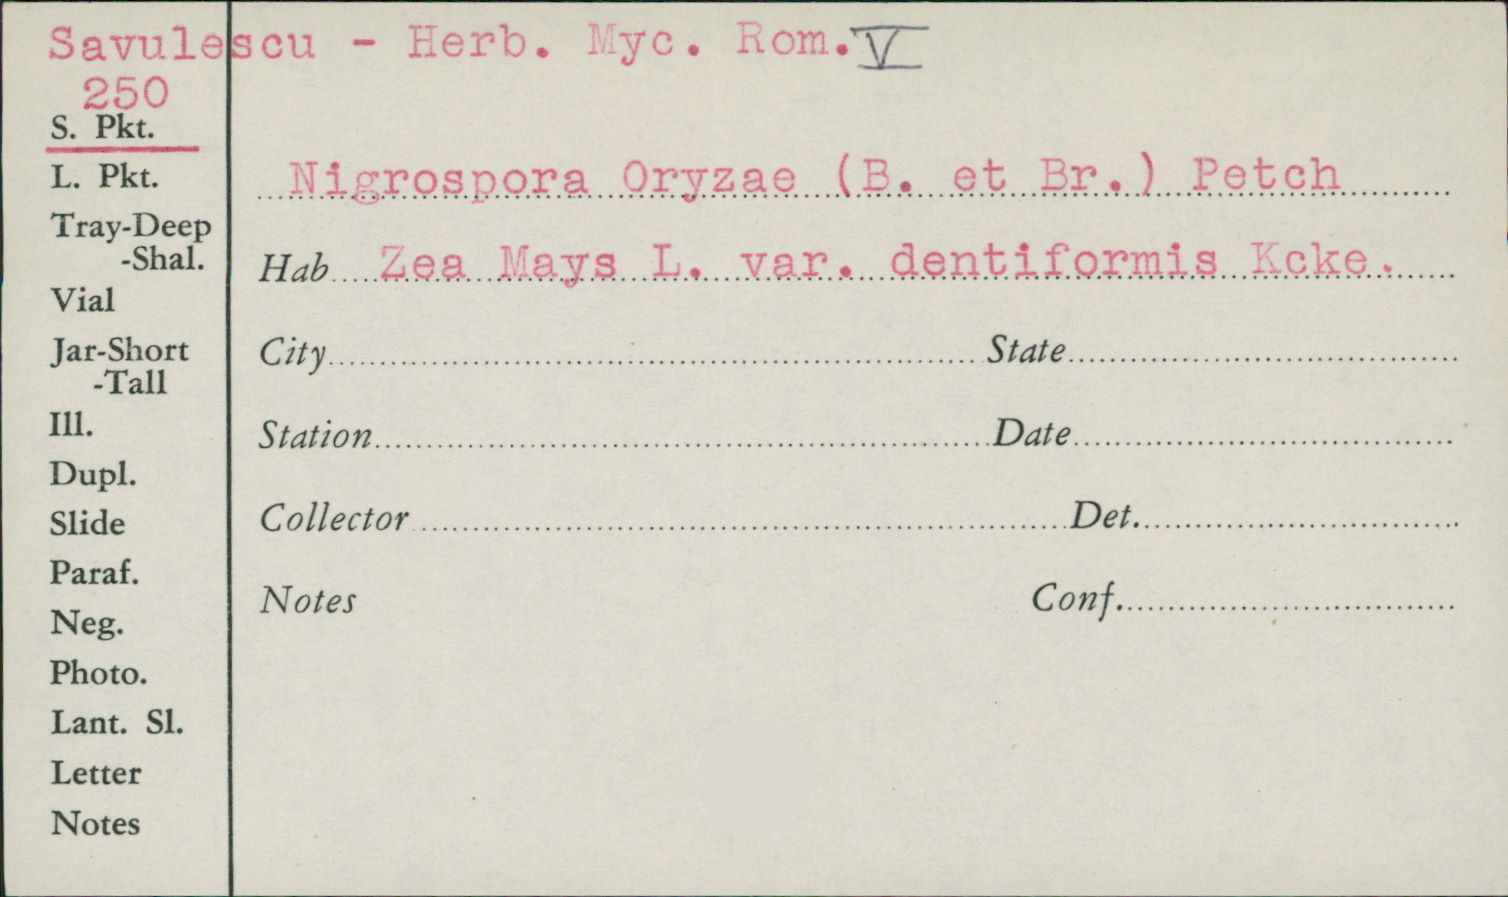 Savulescu - Herb. Myc. Rom. V
250
S. Pkt.
L. Pkt.
Tray-Deep
-Shal.
Vial
Jar-Short
-Tall
Ill.
Dupl.
Slide
Paraf.
Neg.
Photo.
Lant. Sl.
Letter
Notes
Nigrospora Oryzae (B. et Br.) Petch
Hab Zea Mays L. var. dentiformis Kcke.
City State
Station Date
Collector Det.
Notes Conf.